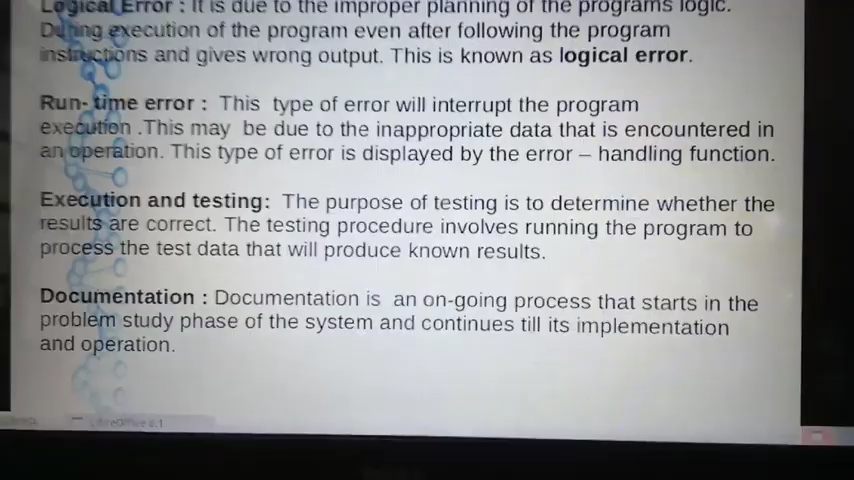 Logical Error : It is due to the improper planning of the programs logic.
During execution of the program even after following the program
instructions and gives wrong output. This is known as logical error.
Run- time error : This type of error will interrupt the program
execution .This may be due to the inappropriate data that is encountered in
an operation. This type of error is displayed by the error – handling function.
Execution and testing: The purpose of testing is to determine whether the
results are correct. The testing procedure involves running the program to
process the test data that will produce known results.
Documentation : Documentation is an on-going process that starts in the
problem study phase of the system and continues till its implementation
and operation.
LibreOffice 6.1